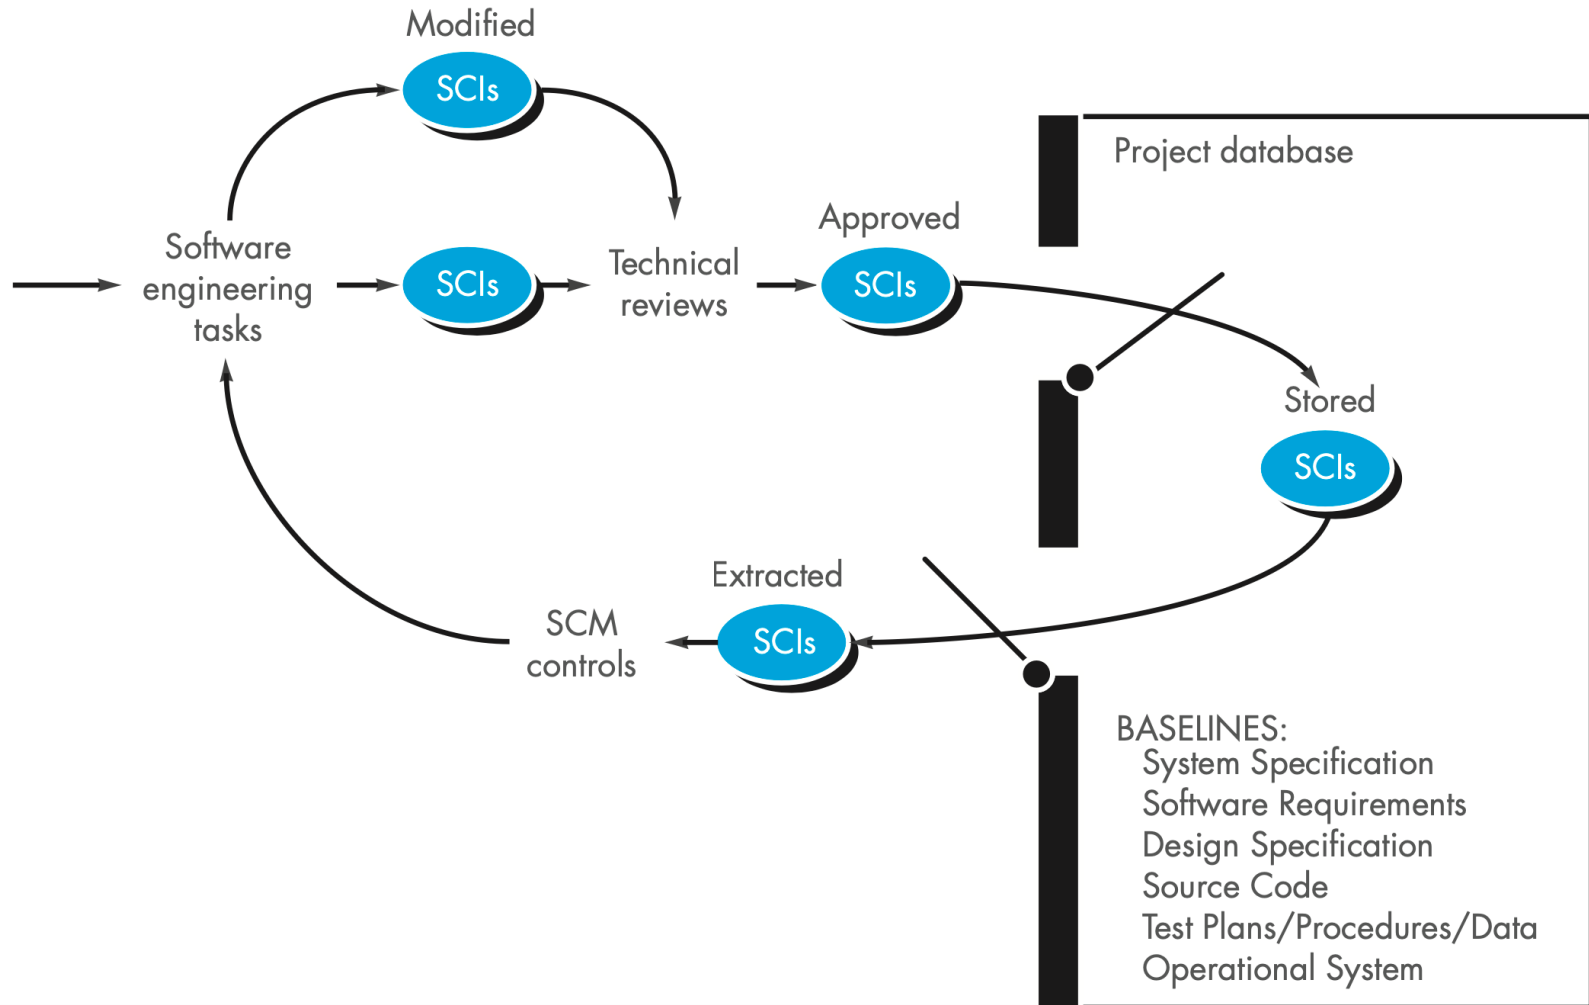 Modified
SCIs
Project database
Approved
Software
engineering
tasks
SCIs
Technical
reviews
SCIs
Stored
SCIs
Extracted
SCIs
SCM
controls
BASELINES:
System Specification
Software Requirements
Design Specification
Source Code
Test Plans/Procedures/Data
Operational System